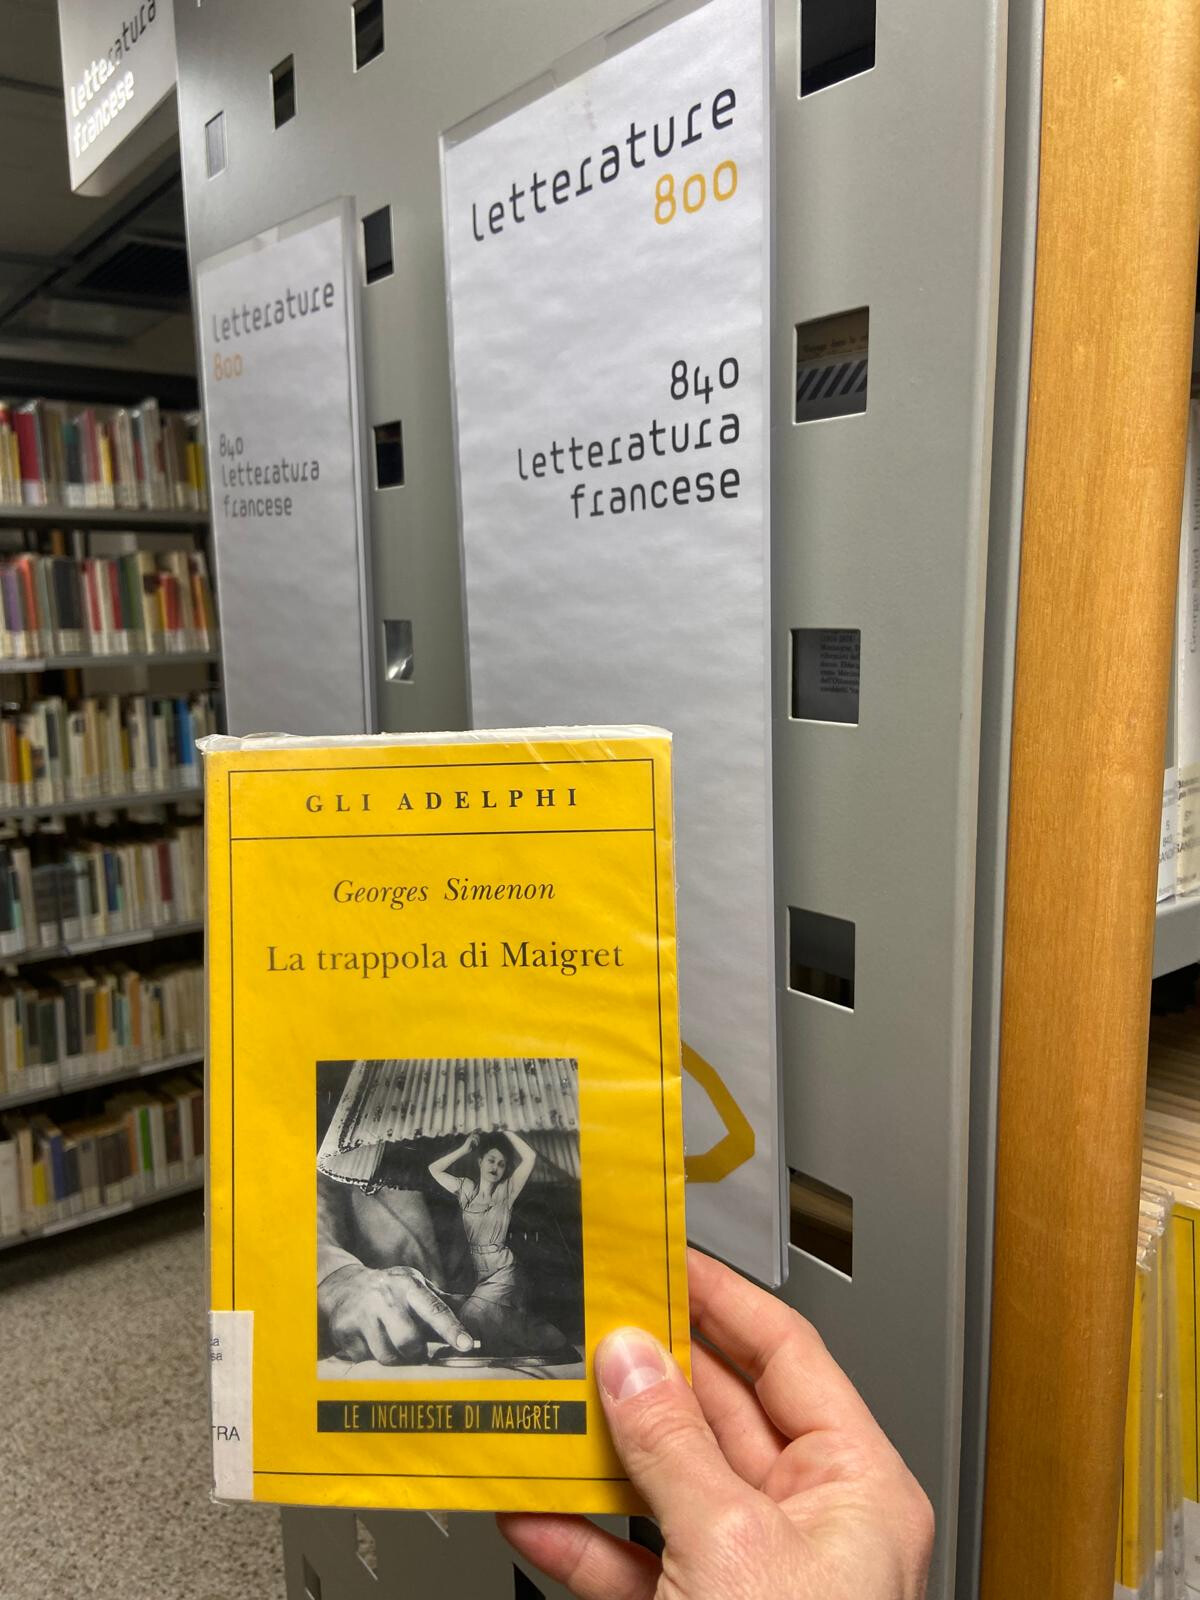 letteratura
francese
letterature
800
840
letteratura
francese
letterature
800
840
letteratura
francese
GLI ADELPHI
Georges Simenon
La trappola di Maigret
LE INCHIESTE DI MAIGRET
TRA